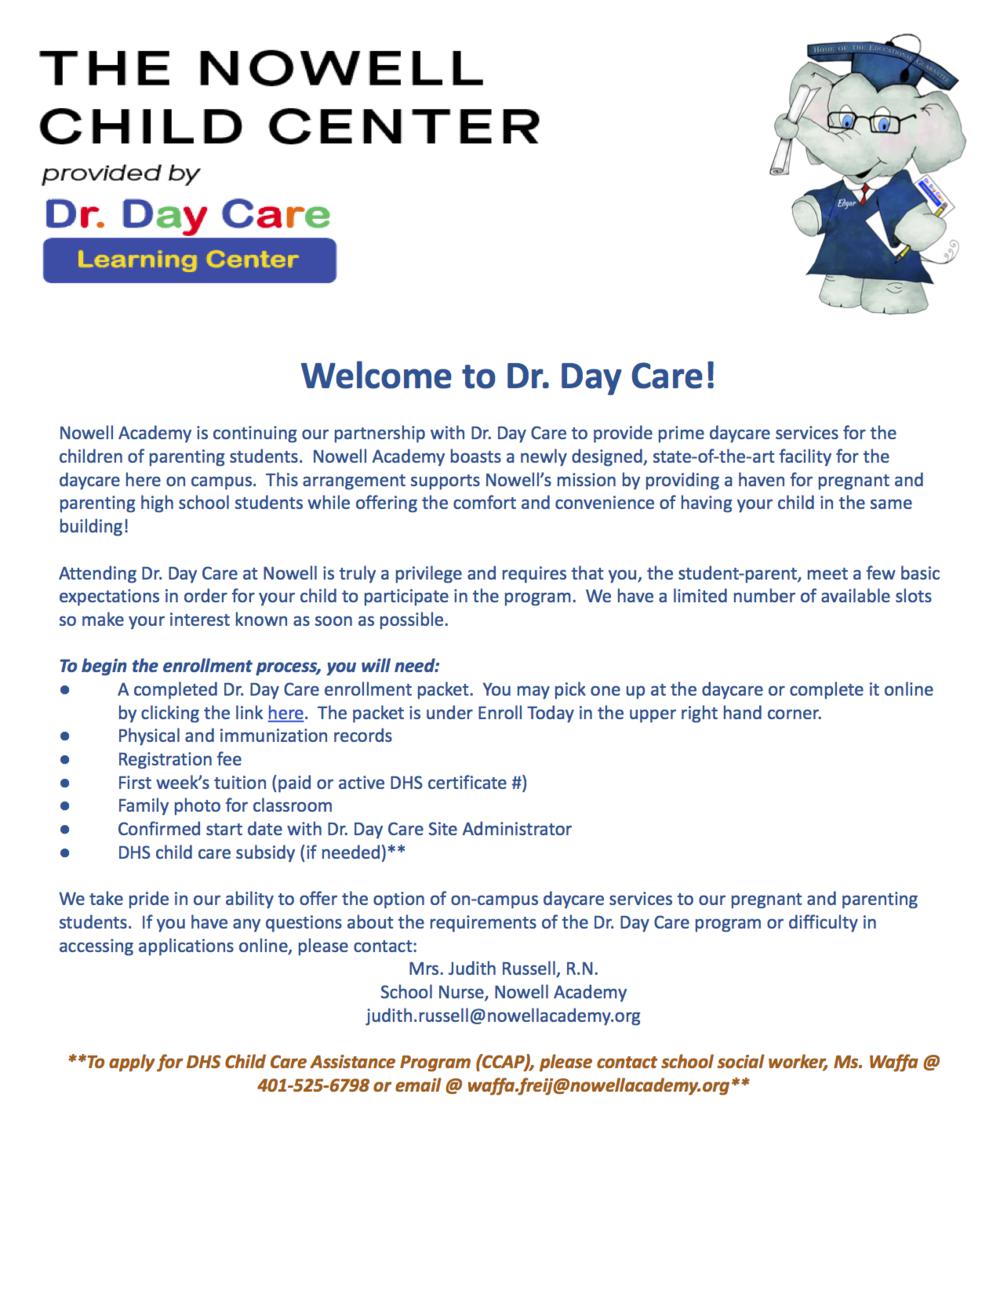 THE NOWELL
CHILD CENTER
provided by
Dr. Day Care
Learning Center
HOME OF THE EDUCATIONAL GUARANTEE
Edgar
Dr. Day Care
Welcome to Dr. Day Care!
Nowell Academy is continuing our partnership with Dr. Day Care to provide prime daycare services for the
children of parenting students.  Nowell Academy boasts a newly designed, state-of-the-art facility for the
daycare here on campus.  This arrangement supports Nowell’s mission by providing a haven for pregnant and
parenting high school students while offering the comfort and convenience of having your child in the same
building!
Attending Dr. Day Care at Nowell is truly a privilege and requires that you, the student-parent, meet a few basic
expectations in order for your child to participate in the program.  We have a limited number of available slots
so make your interest known as soon as possible.
To begin the enrollment process, you will need:
● A completed Dr. Day Care enrollment packet.  You may pick one up at the daycare or complete it online
by clicking the link here.  The packet is under Enroll Today in the upper right hand corner.
● Physical and immunization records
● Registration fee
● First week’s tuition (paid or active DHS certificate #)
● Family photo for classroom
● Confirmed start date with Dr. Day Care Site Administrator
● DHS child care subsidy (if needed)**
We take pride in our ability to offer the option of on-campus daycare services to our pregnant and parenting
students.  If you have any questions about the requirements of the Dr. Day Care program or difficulty in
accessing applications online, please contact:
Mrs. Judith Russell, R.N.
School Nurse, Nowell Academy
judith.russell@nowellacademy.org
**To apply for DHS Child Care Assistance Program (CCAP), please contact school social worker, Ms. Waffa @
401-525-6798 or email @ waffa.freij@nowellacademy.org**